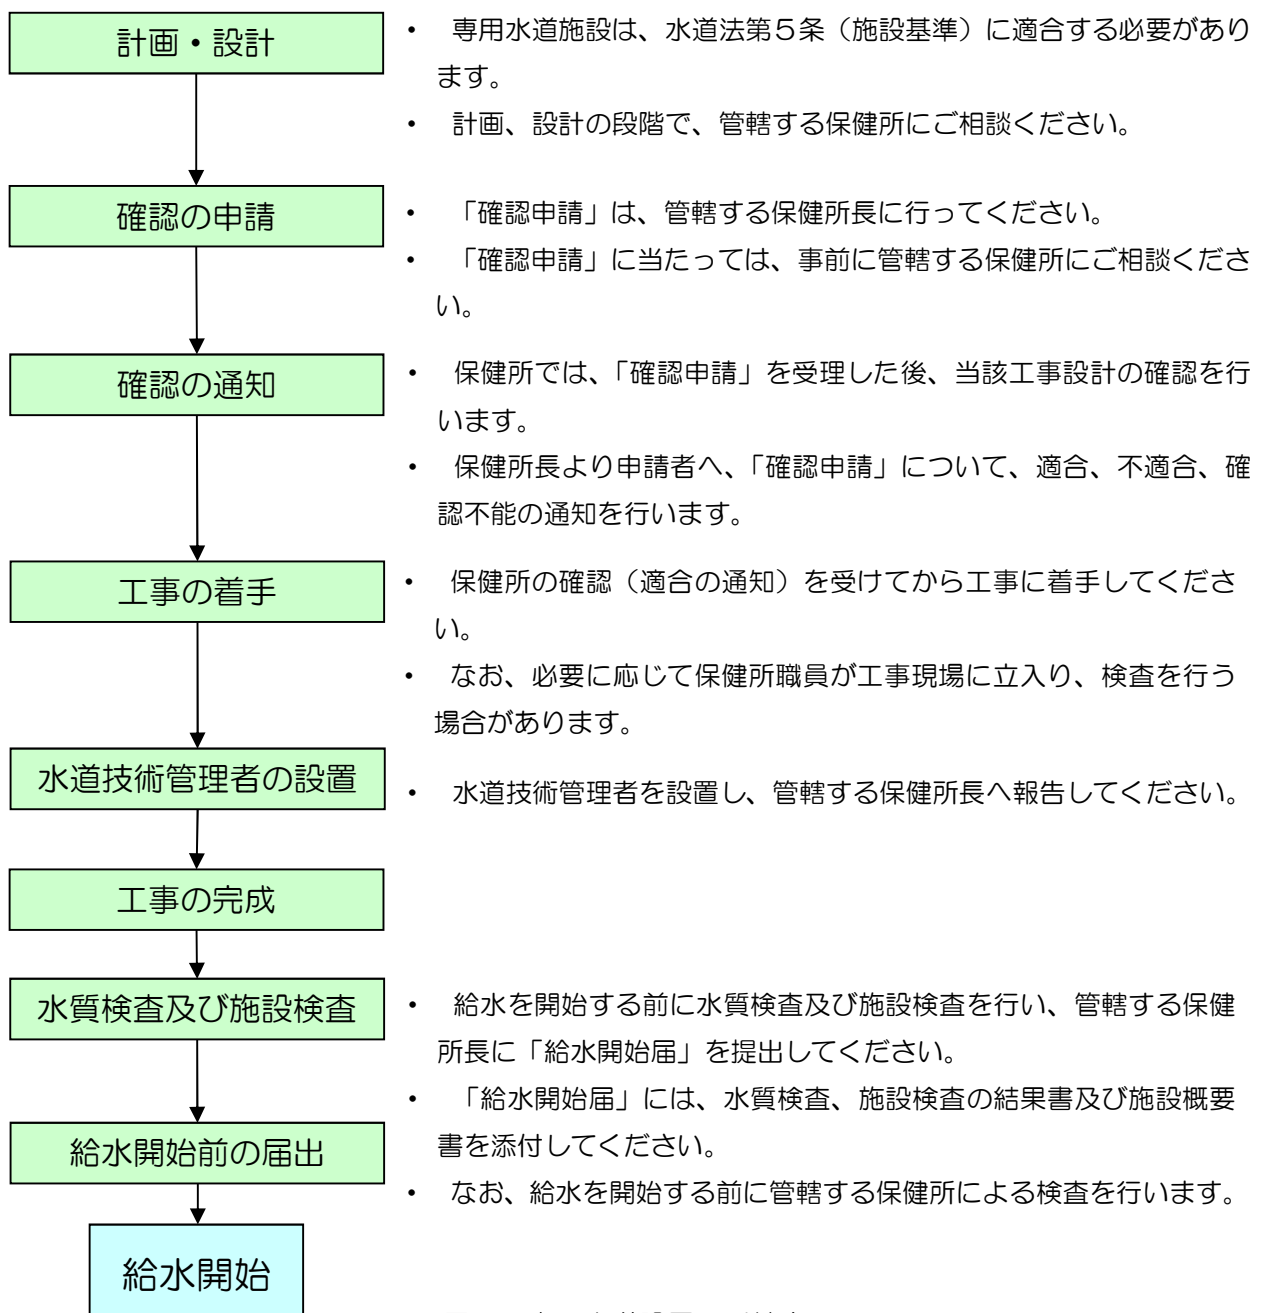 計画・設計
・　専用水道施設は、水道法第５条（施設基準）に適合する必要があり
ます。
・　計画、設計の段階で、管轄する保健所にご相談ください。
確認の申請
・　「確認申請」は、管轄する保健所長に行ってください。
・　「確認申請」に当たっては、事前に管轄する保健所にご相談くださ
い。
確認の通知
・　保健所では、「確認申請」を受理した後、当該工事設計の確認を行
います。
・　保健所長より申請者へ、「確認申請」について、適合、不適合、確
認不能の通知を行います。
工事の着手
・　保健所の確認（適合の通知）を受けてから工事に着手してくださ
い。
・　なお、必要に応じて保健所職員が工事現場に立入り、検査を行う
場合があります。
水道技術管理者の設置
・　水道技術管理者を設置し、管轄する保健所長へ報告してください。
工事の完成
水質検査及び施設検査
・　給水を開始する前に水質検査及び施設検査を行い、管轄する保健
所長に「給水開始届」を提出してください。
・　「給水開始届」には、水質検査、施設検査の結果書及び施設概要
書を添付してください。
給水開始前の届出
・　なお、給水を開始する前に管轄する保健所による検査を行います。
給水開始